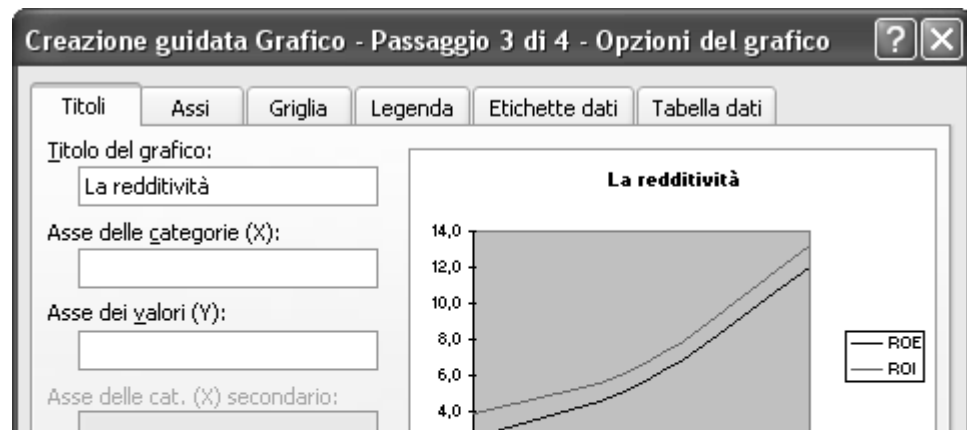 Creazione guidata Grafico - Passaggio 3 di 4 - Opzioni del grafico
Titoli Assi Griglia Legenda Etichette dati Tabella dati
Titolo del grafico:
La redditività
Asse delle categorie (X):
Asse dei valori (Y):
Asse delle cat. (X) secondario:
La redditività
14,0
12,0
10,0
8,0
6,0
4,0
ROE
ROI